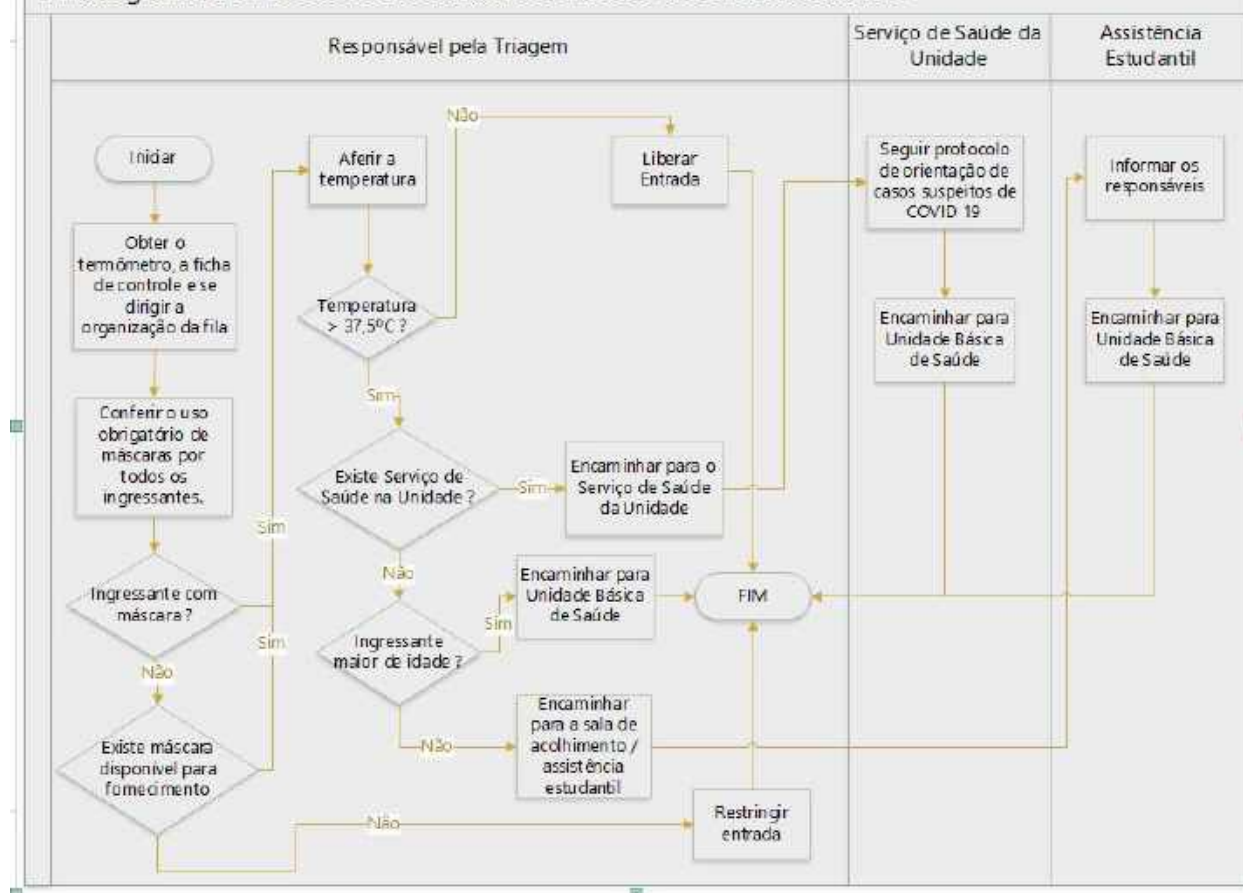 Responsável pela Triagem
Serviço de Saúde da
Unidade
Assistência
Estudantil
Iniciar
Obter o
termômetro, a ficha
de controle e se
dirigir a
organização da fila
Conferir o uso
obrigatório de
máscaras por
todos os
ingressantes.
Ingressante com
máscara ?
Sim
Não
Existe máscara
disponível para
fornecimento
Sim
Não
Aferir a
temperatura
Temperatura
> 37,5ºC ?
Não
Sim
Liberar
Entrada
Existe Serviço de
Saúde na Unidade ?
Sim
Não
Encaminhar para o
Serviço de Saúde
da Unidade
Ingressante
maior de idade ?
Sim
Não
Encaminhar para
Unidade Básica
de Saúde
Encaminhar
para a sala de
acolhimento /
assistência
estudantil
Restringir
entrada
FIM
Seguir protocolo
de orientação de
casos suspeitos de
COVID 19
Encaminhar para
Unidade Básica
de Saúde
Informar os
responsáveis
Encaminhar para
Unidade Básica
de Saúde